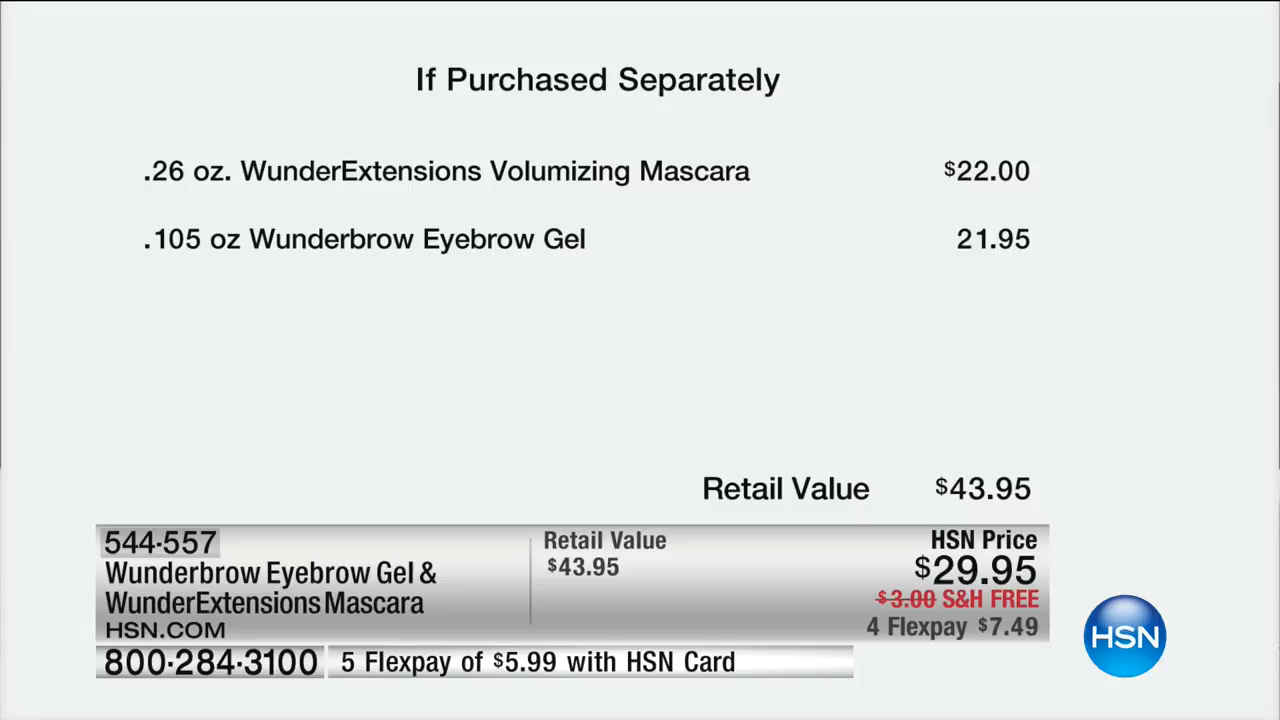 If Purchased Separately
.26 oz. WunderExtensions Volumizing Mascara $22.00
.105 oz Wunderbrow Eyebrow Gel 21.95
Retail Value $43.95
544·557
Wunderbrow Eyebrow Gel &
WunderExtensions Mascara
HSN.COM
Retail Value
$43.95
HSN Price
$29.95
$3.00 S&H FREE
4 Flexpay $7.49
800·284·3100 5 Flexpay of $5.99 with HSN Card
HSN